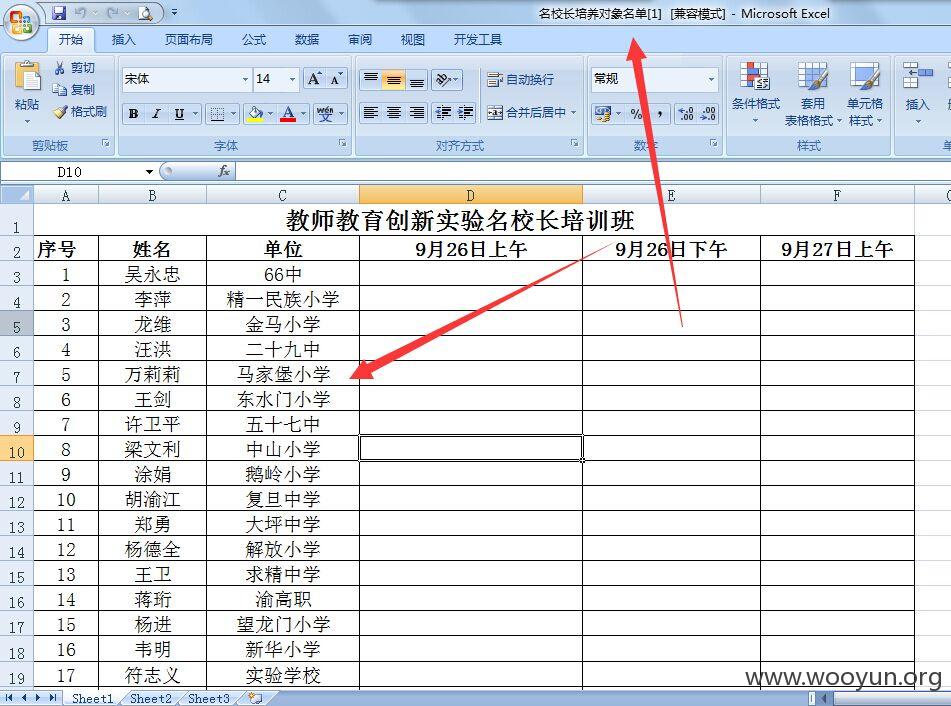 名校长培养对象名单[1] [兼容模式] - Microsoft Excel
开始 插入 页面布局 公式 数据 审阅 视图 开发工具
粘贴 剪切 复制 格式刷
宋体 14 A A 自动换行 常规
B I U A wén 变 合并后居中 % , .0 .00 .00 .0
条件格式 套用表格格式 单元格样式 插入
剪贴板 字体 对齐方式 数字 样式
D10 fx
A B C D E F
1 教师教育创新实验名校长培训班
2 序号 姓名 单位 9月26日上午 9月26日下午 9月27日上午
3 1 吴永忠 66中
4 2 李萍 精一民族小学
5 3 龙维 金马小学
6 4 汪洪 二十九中
7 5 万莉莉 马家堡小学
8 6 王剑 东水门小学
9 7 许卫平 五十七中
10 8 梁文利 中山小学
11 9 涂娟 鹅岭小学
12 10 胡渝江 复旦中学
13 11 郑勇 大坪中学
14 12 杨德全 解放小学
15 13 王卫 求精中学
16 14 蒋珩 渝高职
17 15 杨进 望龙门小学
18 16 韦明 新华小学
19 17 符志义 实验学校
Sheet1 Sheet2 Sheet3
www.wooyun.org